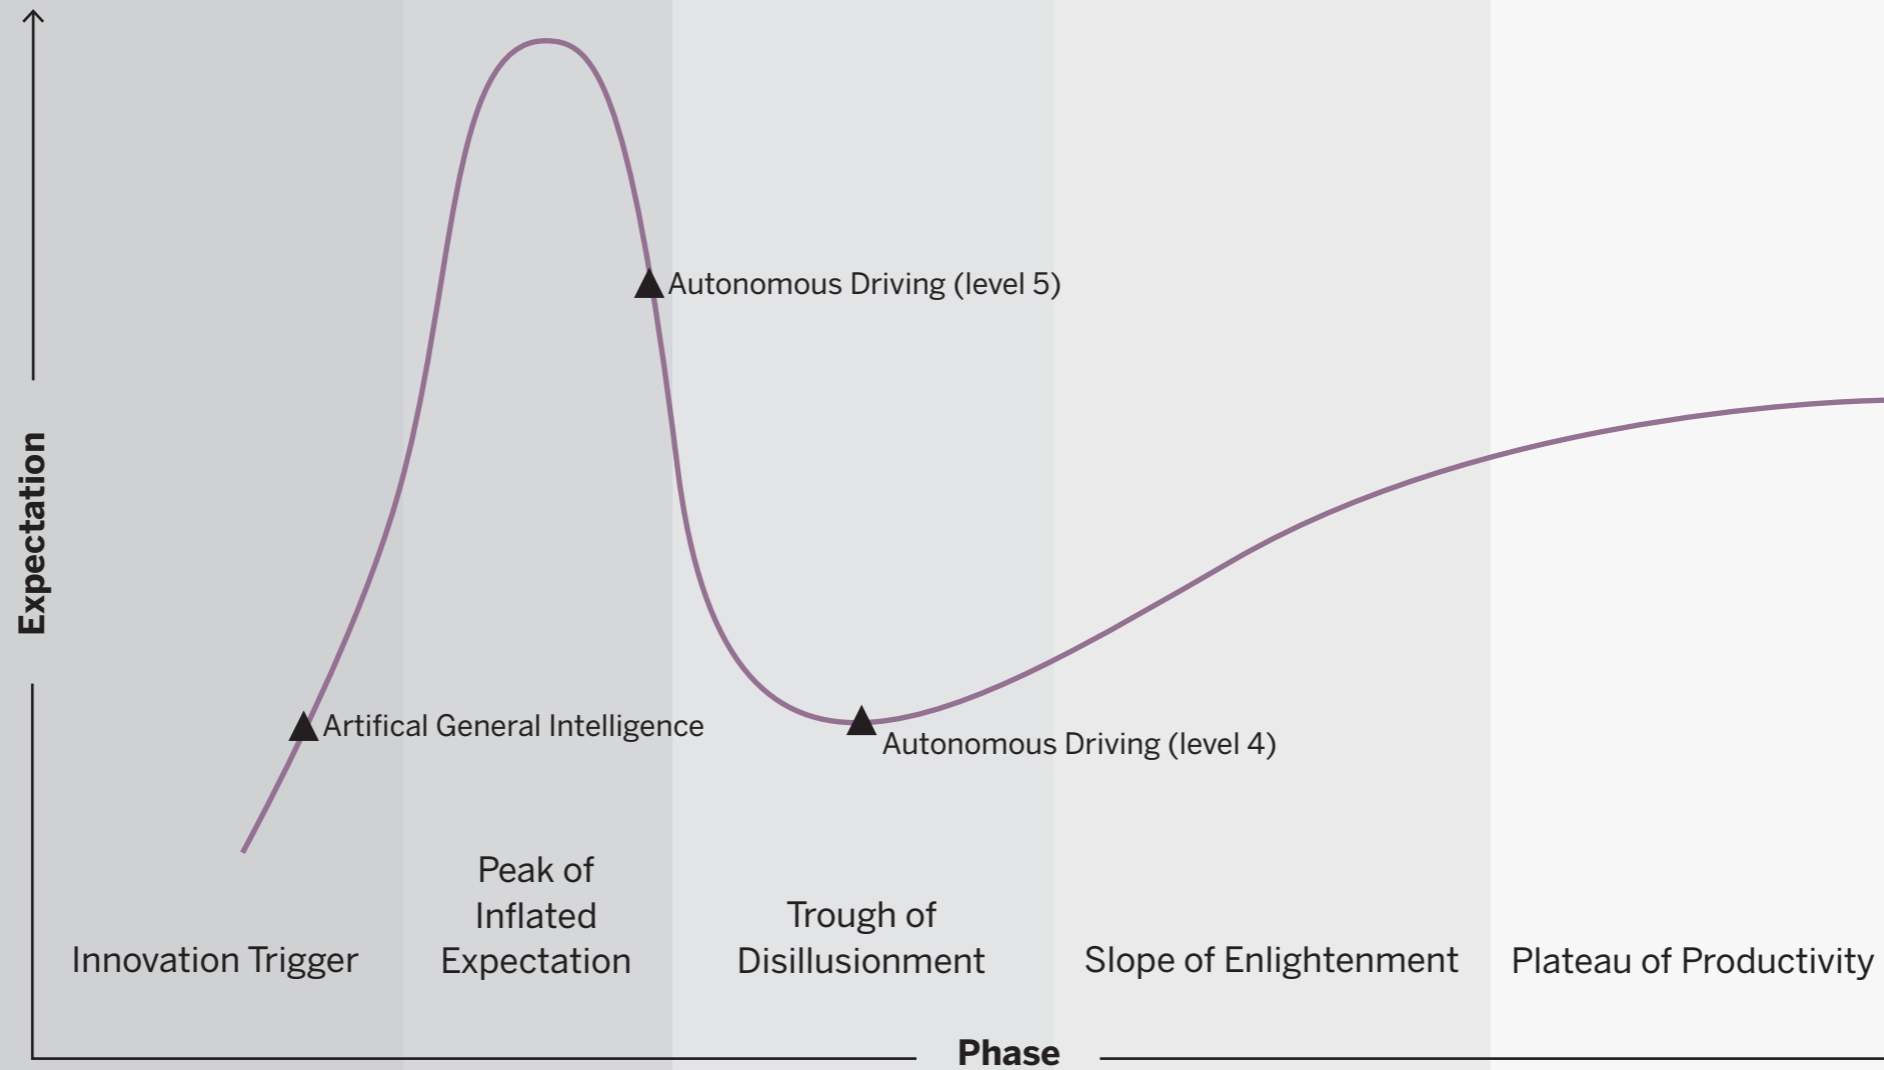 Expectation
Autonomous Driving (level 5)
Artifical General Intelligence
Autonomous Driving (level 4)
Innovation Trigger
Peak of
Inflated
Expectation
Trough of
Disillusionment
Slope of Enlightenment
Plateau of Productivity
Phase